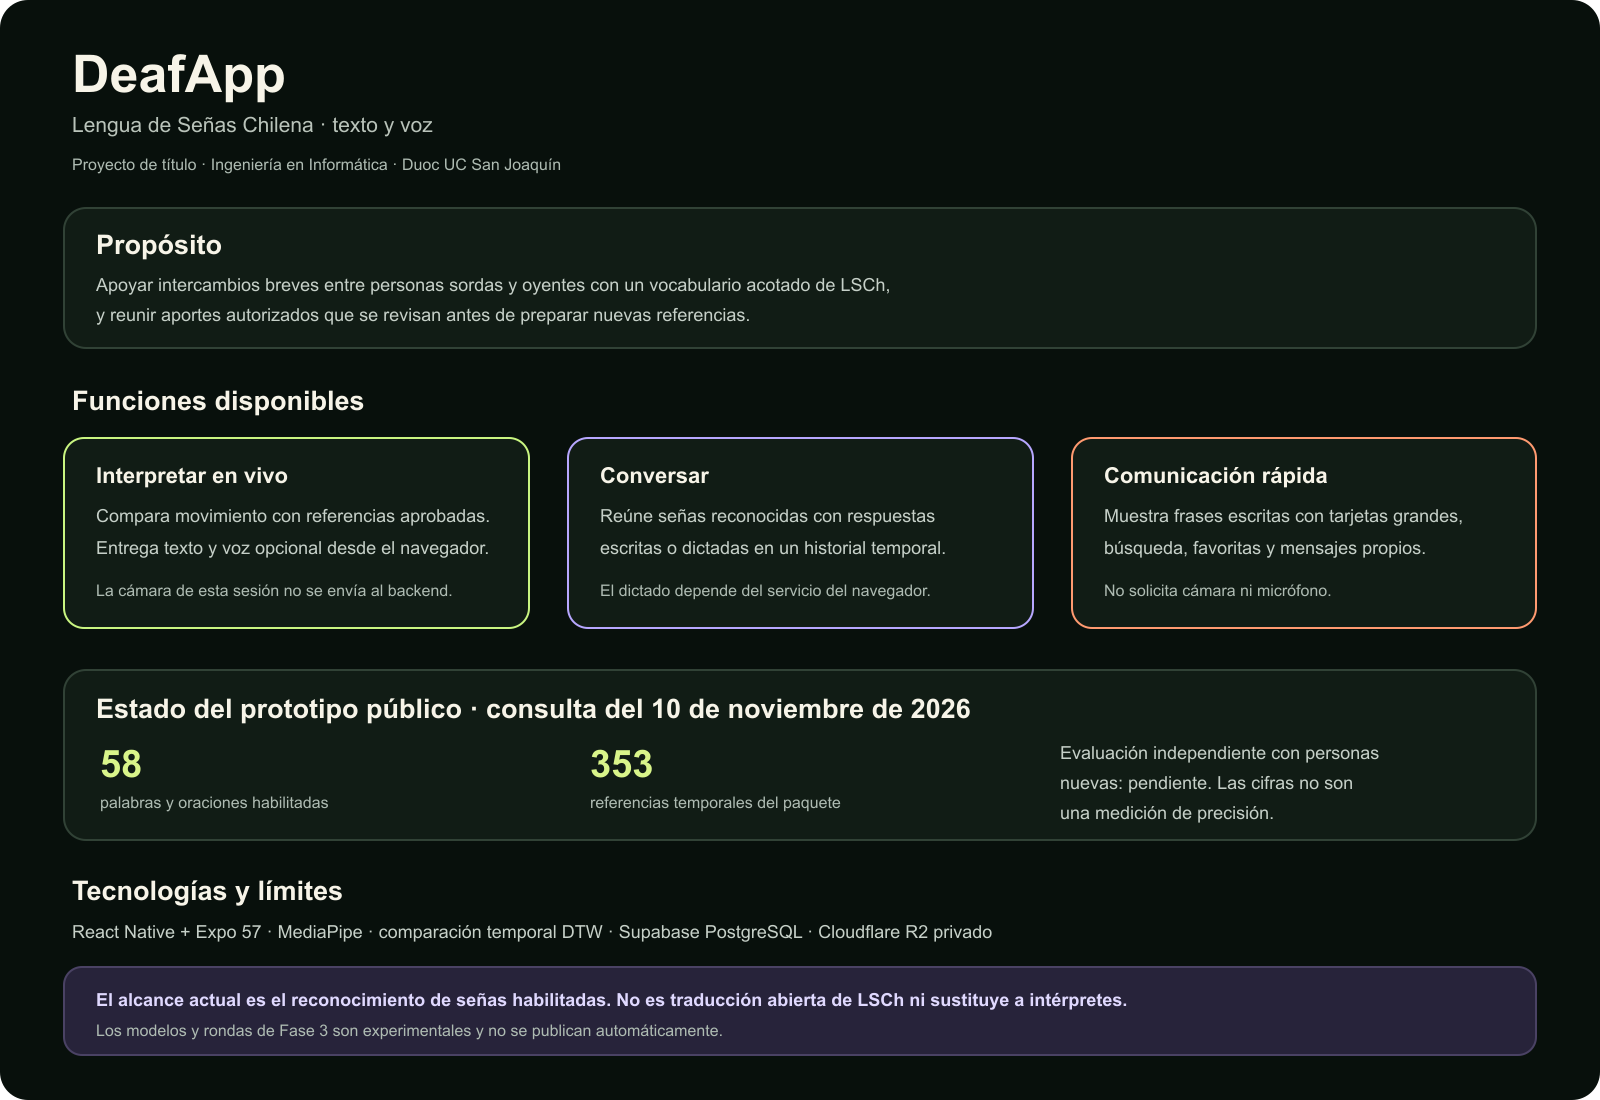 DeafApp
Lengua de Señas Chilena · texto y voz
Proyecto de título · Ingeniería en Informática · Duoc UC San Joaquín
Propósito
Apoyar intercambios breves entre personas sordas y oyentes con un vocabulario acotado de LSCh,
y reunir aportes autorizados que se revisan antes de preparar nuevas referencias.
Funciones disponibles
Interpretar en vivo
Compara movimiento con referencias aprobadas.
Entrega texto y voz opcional desde el navegador.
La cámara de esta sesión no se envía al backend.
Conversar
Reúne señas reconocidas con respuestas
escritas o dictadas en un historial temporal.
El dictado depende del servicio del navegador.
Comunicación rápida
Muestra frases escritas con tarjetas grandes,
búsqueda, favoritas y mensajes propios.
No solicita cámara ni micrófono.
Estado del prototipo público · consulta del 10 de noviembre de 2026
58
palabras y oraciones habilitadas
353
referencias temporales del paquete
Evaluación independiente con personas
nuevas: pendiente. Las cifras no son
una medición de precisión.
Tecnologías y límites
React Native + Expo 57 · MediaPipe · comparación temporal DTW · Supabase PostgreSQL · Cloudflare R2 privado
El alcance actual es el reconocimiento de señas habilitadas. No es traducción abierta de LSCh ni sustituye a intérpretes.
Los modelos y rondas de Fase 3 son experimentales y no se publican automáticamente.